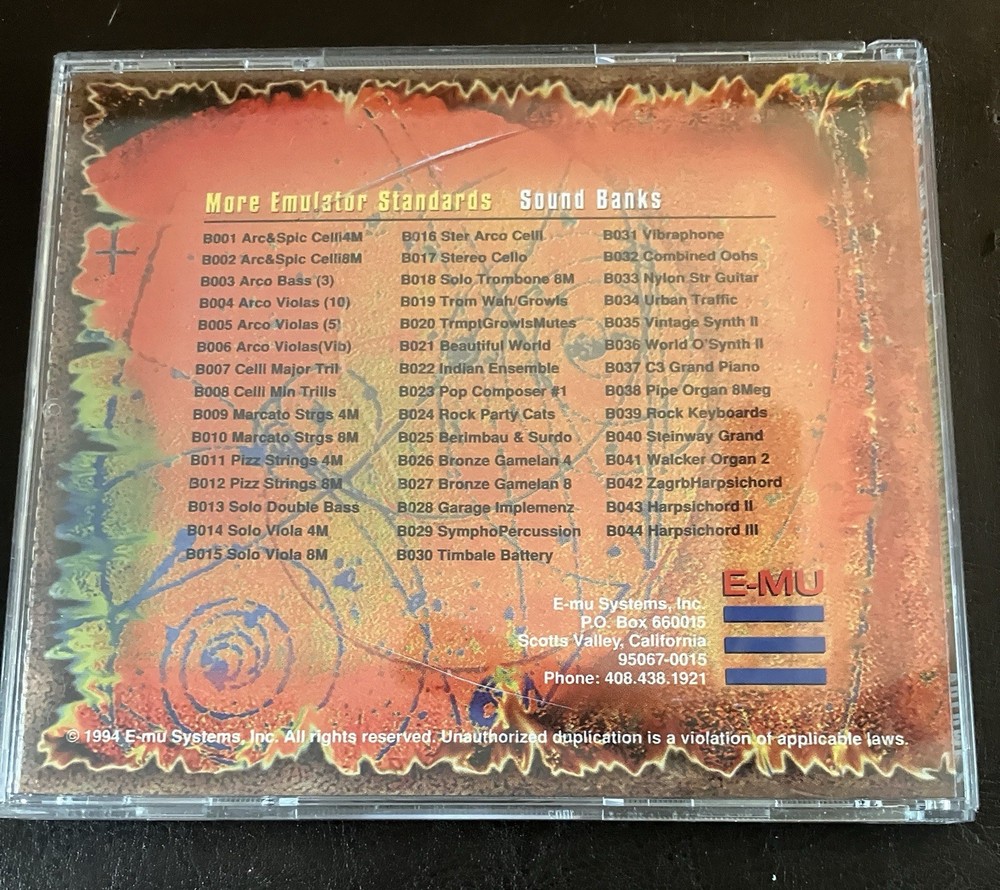 More Emulator Standards Sound Banks
B001 Arc&Spic Celli4M
B002 Arc&Spic Celli8M
B003 Arco Bass (3)
B004 Arco Violas (10)
B005 Arco Violas (5)
B006 Arco Violas(Vib)
B007 Celli Major Tril
B008 Celli Min Trills
B009 Marcato Strgs 4M
B010 Marcato Strgs 8M
B011 Pizz Strings 4M
B012 Pizz Strings 8M
B013 Solo Double Bass
B014 Solo Viola 4M
B015 Solo Viola 8M
B016 Ster Arco Celli
B017 Stereo Cello
B018 Solo Trombone 8M
B019 Trom Wah/Growls
B020 TrmptGrowlsMutes
B021 Beautiful World
B022 Indian Ensemble
B023 Pop Composer #1
B024 Rock Party Cats
B025 Berimbau & Surdo
B026 Bronze Gamelan 4
B027 Bronze Gamelan 8
B028 Garage Implemenz
B029 SymphoPercussion
B030 Timbale Battery
B031 Vibraphone
B032 Combined Oohs
B033 Nylon Str Guitar
B034 Urban Traffic
B035 Vintage Synth II
B036 World O'Synth II
B037 C3 Grand Piano
B038 Pipe Organ 8Meg
B039 Rock Keyboards
B040 Steinway Grand
B041 Walcker Organ 2
B042 ZagrbHarpsichord
B043 Harpsichord II
B044 Harpsichord III
E-MU
E-mu Systems, Inc.
P.O. Box 660015
Scotts Valley, California
95067-0015
Phone: 408.438.1921
© 1994 E-mu Systems, Inc. All rights reserved. Unauthorized duplication is a violation of applicable laws.